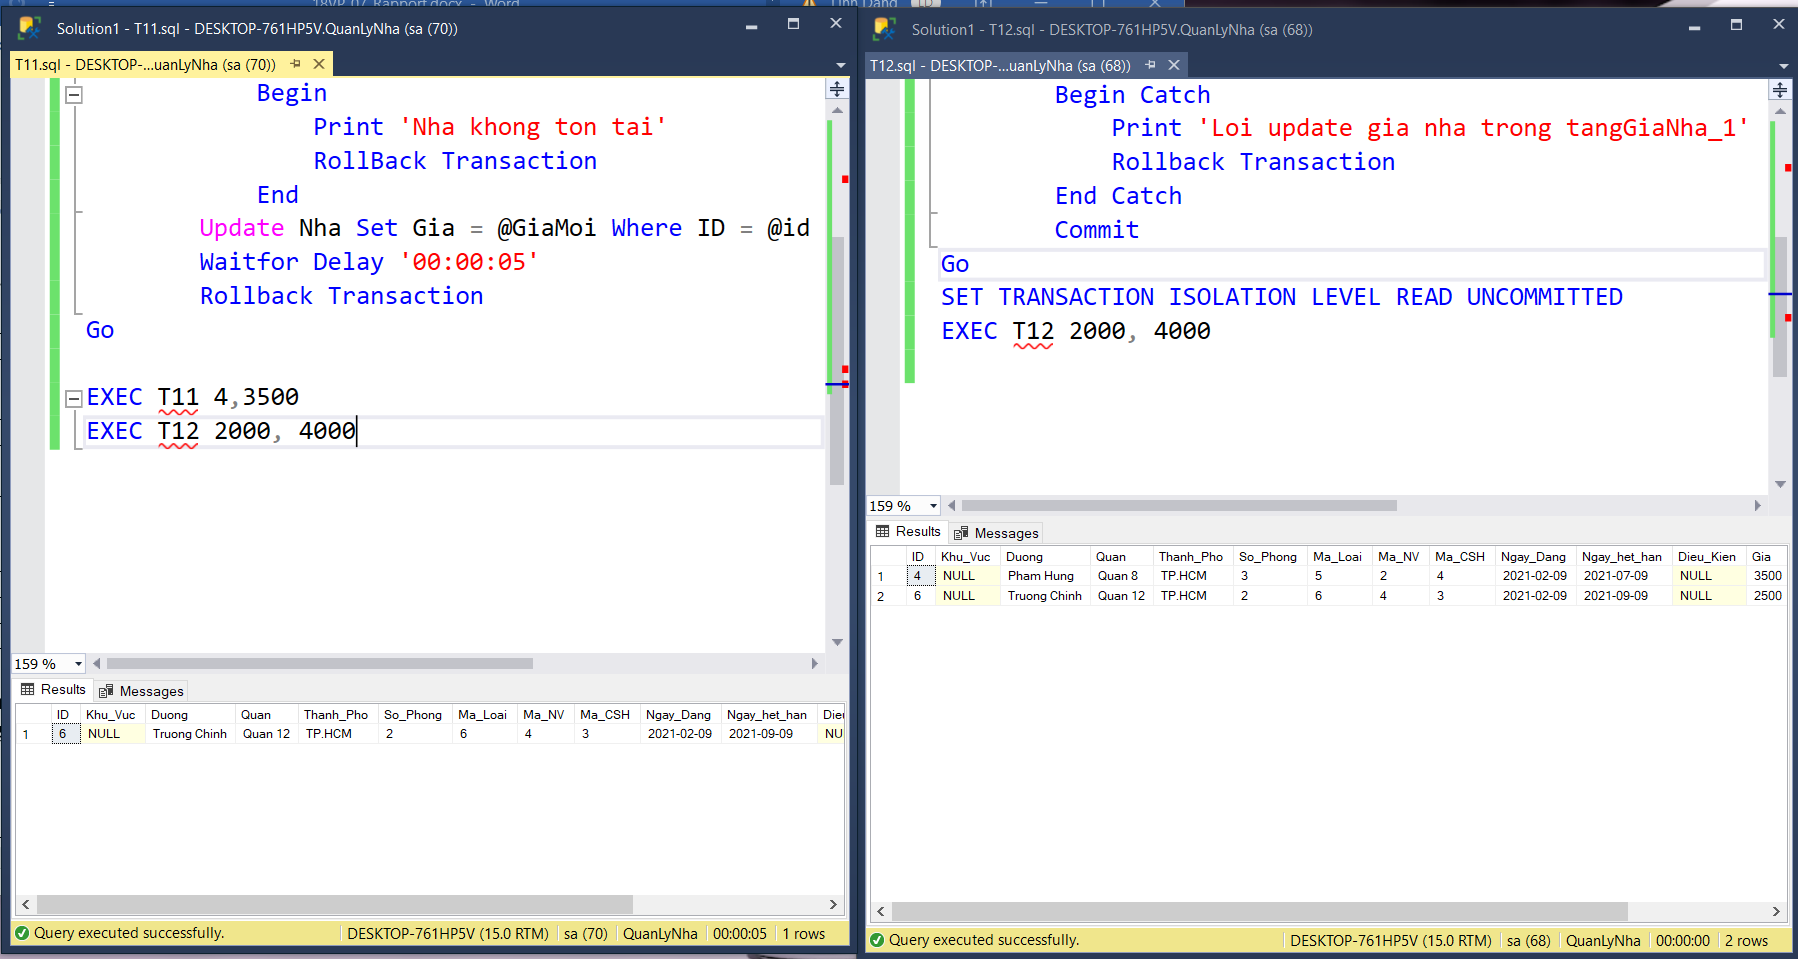 18VP_07_Rapport.docx - Word
Linh Dang
LD
Solution1 - T11.sql - DESKTOP-761HP5V.QuanLyNha (sa (70))
T11.sql - DESKTOP-...uanLyNha (sa (70))
Begin
Print 'Nha khong ton tai'
RollBack Transaction
End
Update Nha Set Gia = @GiaMoi Where ID = @id
Waitfor Delay '00:00:05'
Rollback Transaction
Go
EXEC T11 4,3500
EXEC T12 2000, 4000
159 %
Results Messages
ID Khu_Vuc Duong Quan Thanh_Pho So_Phong Ma_Loai Ma_NV Ma_CSH Ngay_Dang Ngay_het_han Die
1 6 NULL Truong Chinh Quan 12 TP.HCM 2 6 4 3 2021-02-09 2021-09-09 NU
Query executed successfully. DESKTOP-761HP5V (15.0 RTM) sa (70) QuanLyNha 00:00:05 1 rows
Solution1 - T12.sql - DESKTOP-761HP5V.QuanLyNha (sa (68))
T12.sql - DESKTOP-...uanLyNha (sa (68))
Begin Catch
Print 'Loi update gia nha trong tangGiaNha_1'
Rollback Transaction
End Catch
Commit
Go
SET TRANSACTION ISOLATION LEVEL READ UNCOMMITTED
EXEC T12 2000, 4000
159 %
Results Messages
ID Khu_Vuc Duong Quan Thanh_Pho So_Phong Ma_Loai Ma_NV Ma_CSH Ngay_Dang Ngay_het_han Dieu_Kien Gia
1 4 NULL Pham Hung Quan 8 TP.HCM 3 5 2 4 2021-02-09 2021-07-09 NULL 3500
2 6 NULL Truong Chinh Quan 12 TP.HCM 2 6 4 3 2021-02-09 2021-09-09 NULL 2500
Query executed successfully. DESKTOP-761HP5V (15.0 RTM) sa (68) QuanLyNha 00:00:00 2 rows